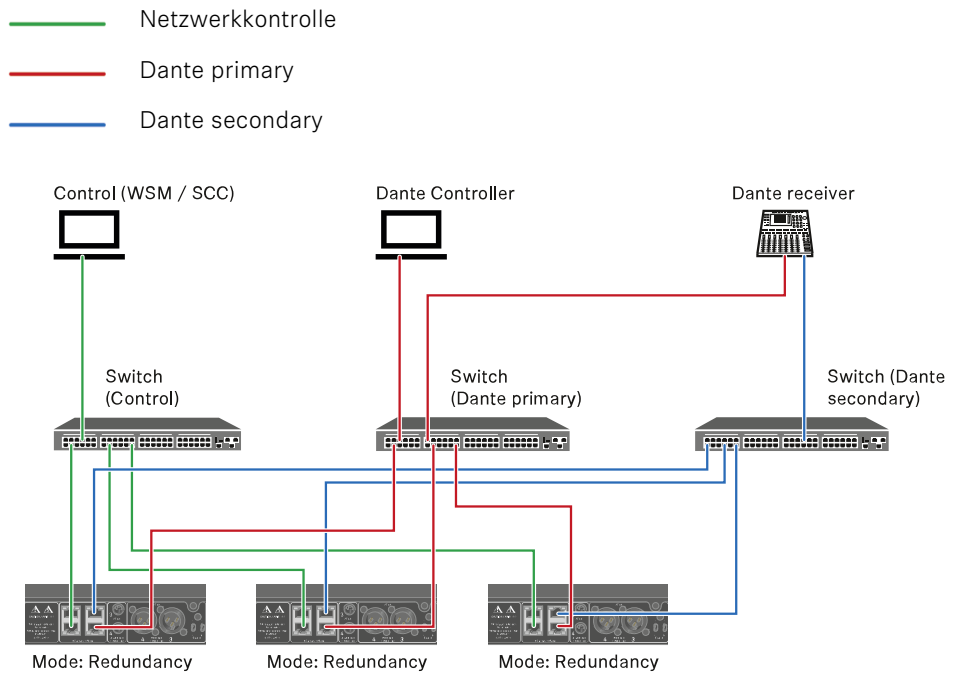 Netzwerkkontrolle
Dante primary
Dante secondary
Control (WSM / SCC)
Dante Controller
Dante receiver
Switch
(Control)
Switch
(Dante primary)
Switch (Dante
secondary)
Mode: Redundancy
Mode: Redundancy
Mode: Redundancy